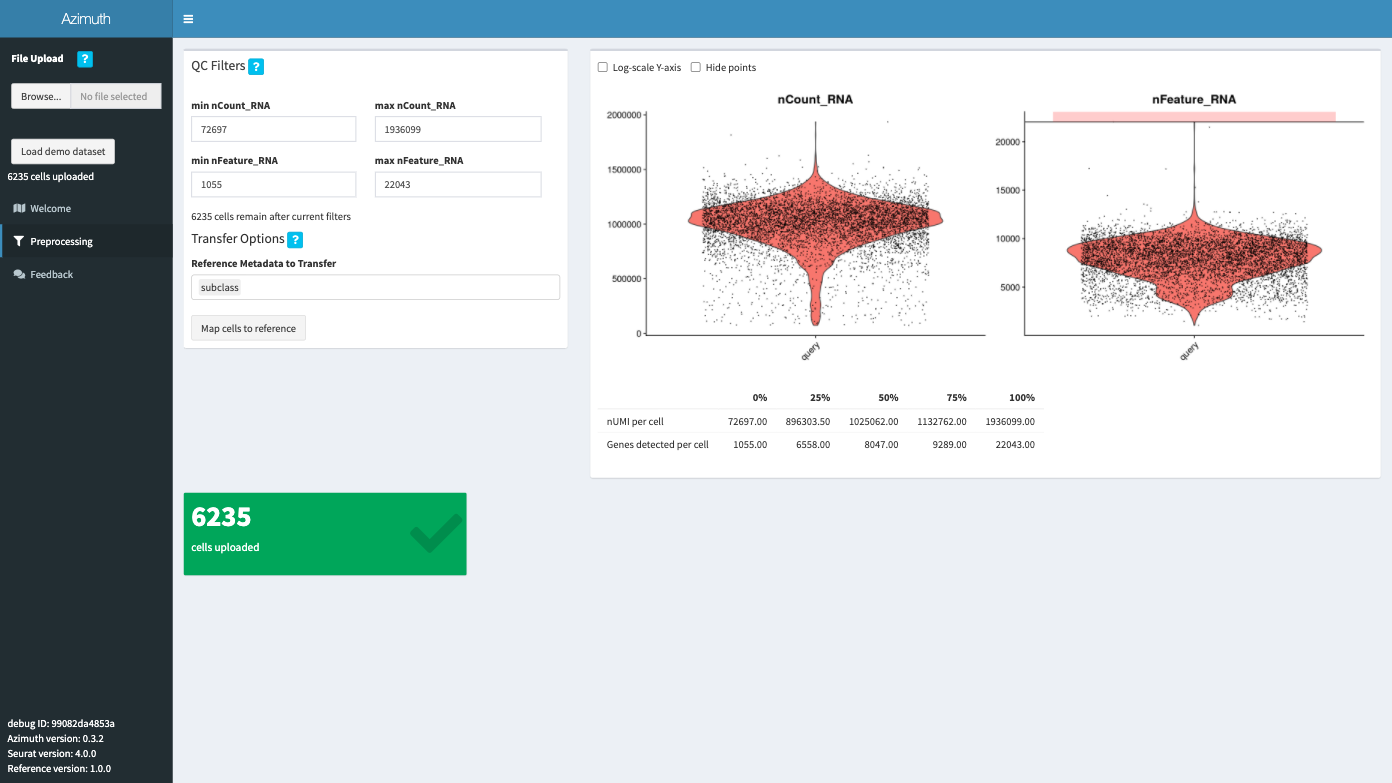 Azimuth
File Upload ?
Browse... No file selected
Load demo dataset
6235 cells uploaded
Welcome
Preprocessing
Feedback
debug ID: 99082da4853a
Azimuth version: 0.3.2
Seurat version: 4.0.0
Reference version: 1.0.0
QC Filters ?
min nCount_RNA max nCount_RNA
72697 1936099
min nFeature_RNA max nFeature_RNA
1055 22043
6235 cells remain after current filters
Transfer Options ?
Reference Metadata to Transfer
subclass
Map cells to reference
Log-scale Y-axis Hide points
nCount_RNA
2000000
1500000
1000000
500000
0
query
nFeature_RNA
20000
15000
10000
5000
query
0% 25% 50% 75% 100%
nUMI per cell 72697.00 896303.50 1025062.00 1132762.00 1936099.00
Genes detected per cell 1055.00 6558.00 8047.00 9289.00 22043.00
6235
cells uploaded